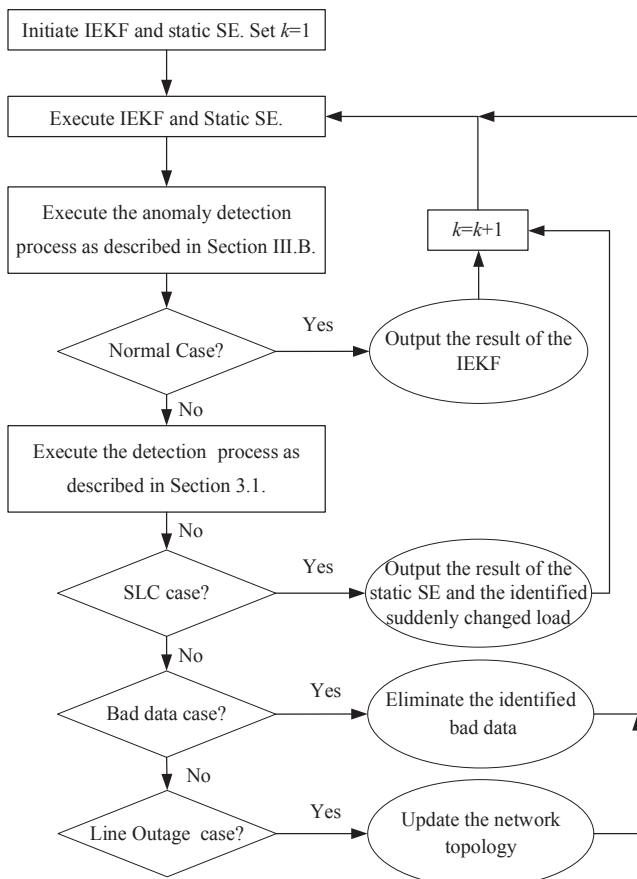 Initiate IEKF and static SE. Set k=1
Execute IEKF and Static SE.
Execute the anomaly detection
process as described in Section III.B.
k=k+1
Normal Case?
Yes
Output the result of the
IEKF
No
Execute the detection process as
described in Section 3.1.
No
SLC case?
Yes
Output the result of the
static SE and the identified
suddenly changed load
No
Bad data case?
Yes
Eliminate the identified
bad data
No
Line Outage case?
Yes
Update the network
topology